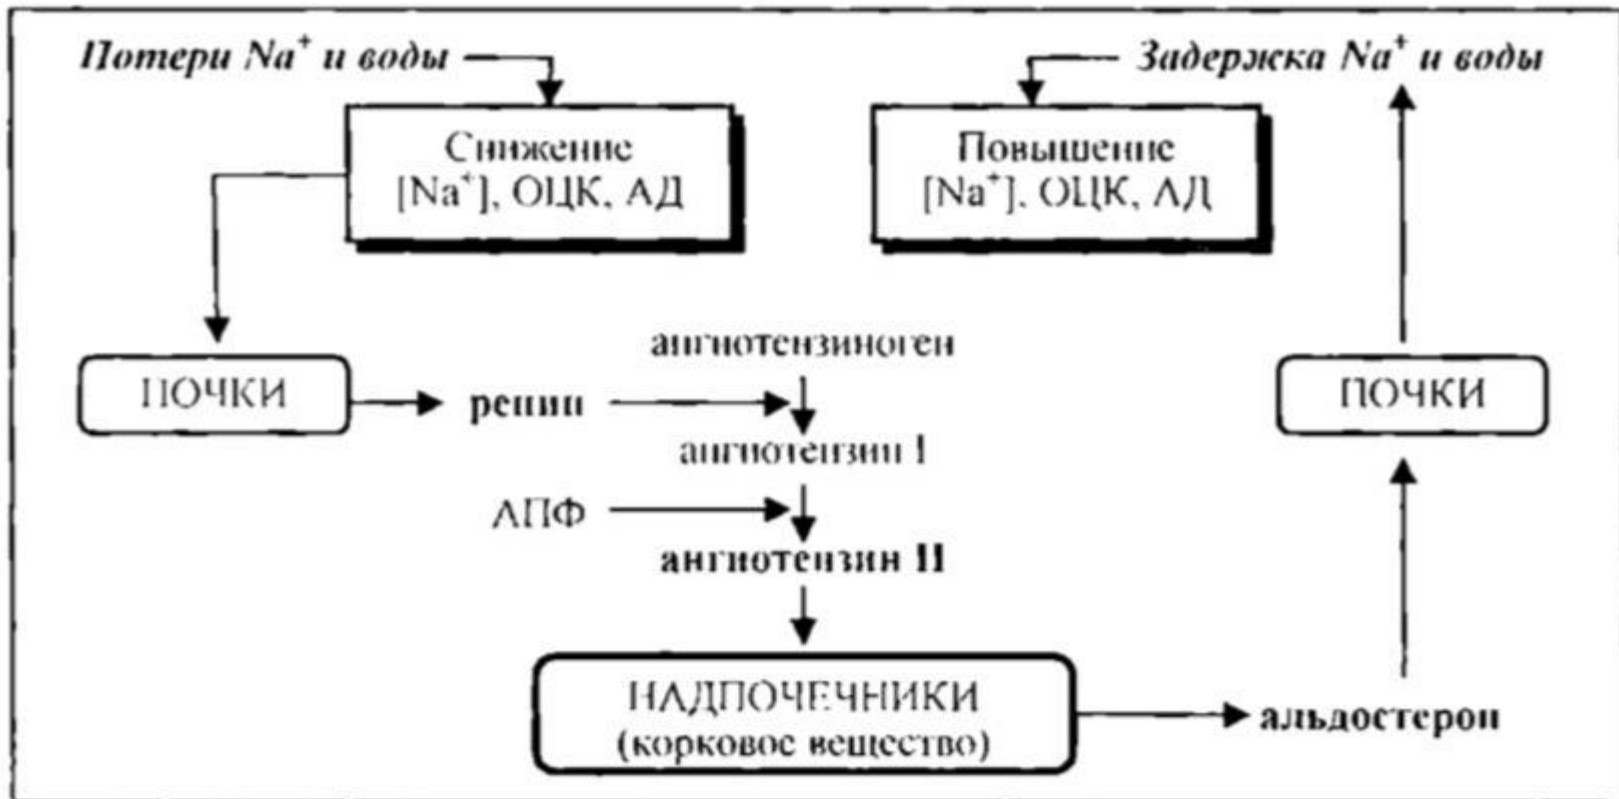 Потери Na⁺ и воды
Задержка Na⁺ и воды
Снижение
[Na⁺], ОЦК, АД
Повышение
[Na⁺], ОЦК, АД
ангиотензиноген
ПОЧКИ
ренин
ПОЧКИ
ангиотензин I
АПФ
ангиотензин II
НАДПОЧЕЧНИКИ
(корковое вещество)
альдостерон